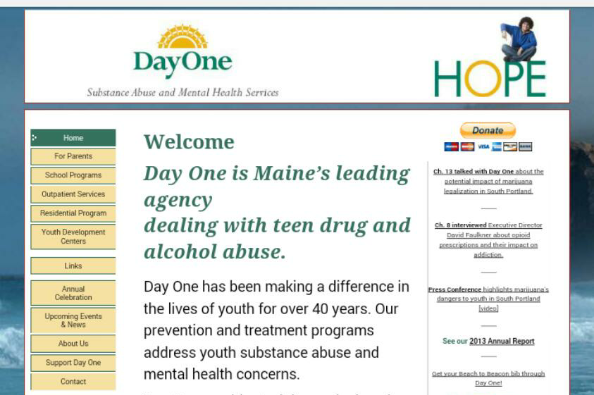 DayOne
Substance Abuse and Mental Health Services
HOPE
Home
For Parents
School Programs
Outpatient Services
Residential Program
Youth Development
Centers
Links
Annual
Celebration
Upcoming Events
& News
About Us
Support Day One
Contact
Welcome
Day One is Maine's leading
agency
dealing with teen drug and
alcohol abuse.
Day One has been making a difference in
the lives of youth for over 40 years. Our
prevention and treatment programs
address youth substance abuse and
mental health concerns.
Donate
VISA
Ch. 13 talked with Day One about the
potential impact of marijuana
legalization in South Portland.
Ch. 8 interviewed Executive Director
David Faulkner about opioid
prescriptions and their impact on
addiction.
Press Conference highlights marijuana's
dangers to youth in South Portland
[video]
See our 2013 Annual Report
Get your Beach to Beacon bib through
Day One!